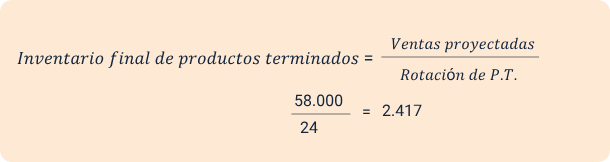 Inventario final de productos terminados = Ventas proyectadas / Rotación de P.T.
58.000 / 24 = 2.417